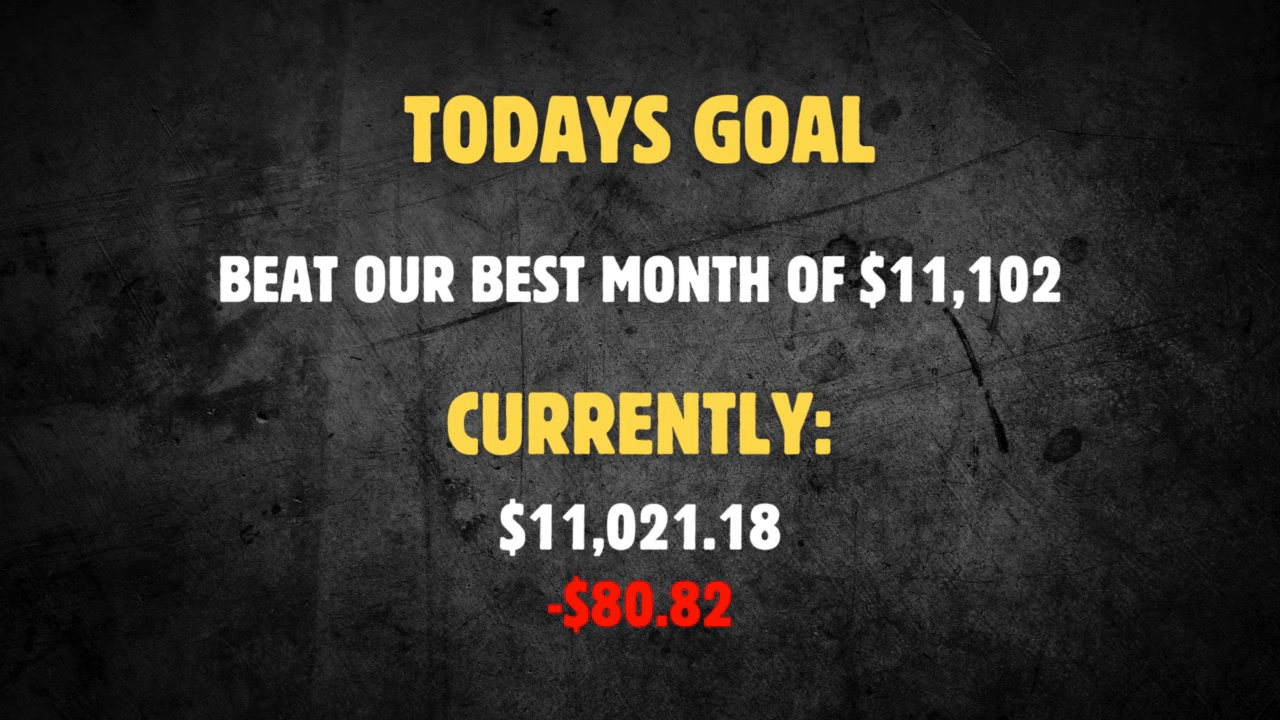 TODAYS GOAL
BEAT OUR BEST MONTH OF $11,102
CURRENTLY:
$11,021.18
-$80.82